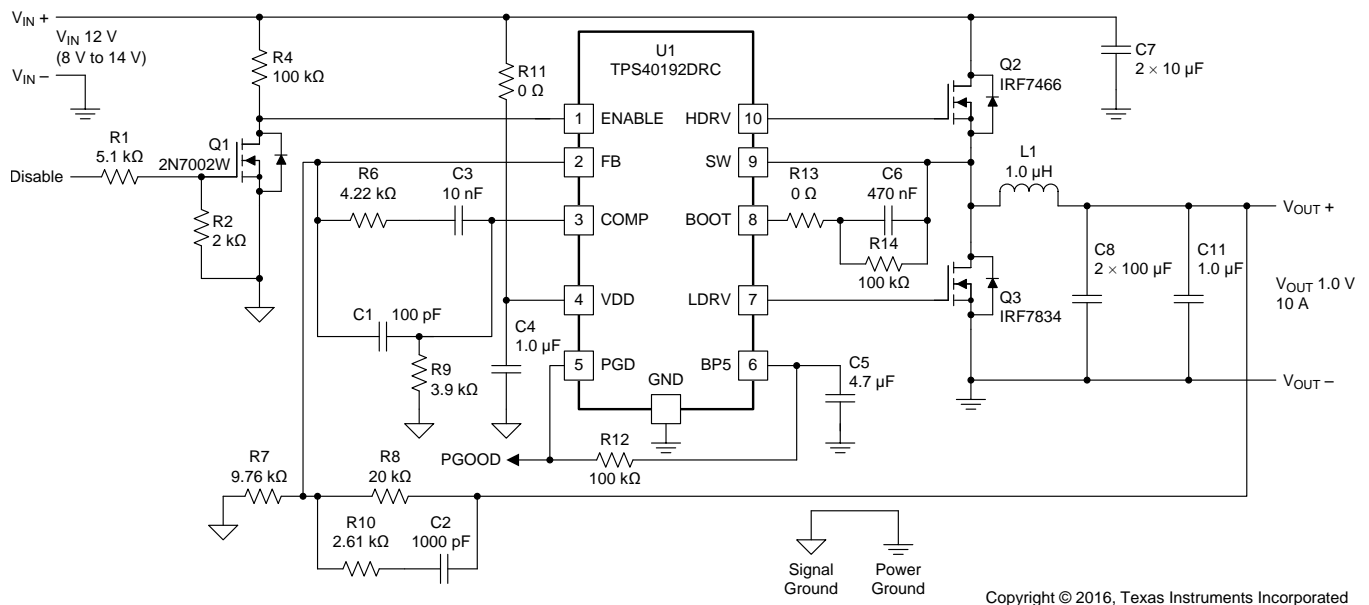 V_IN +
V_IN 12 V
(8 V to 14 V)
V_IN –
R4
100 kΩ
R11
0 Ω
U1
TPS40192DRC
Q2
IRF7466
C7
2 × 10 µF
1 ENABLE
HDRV 10
R1
5.1 kΩ
Q1
2N7002W
Disable
2 FB
SW 9
R6
4.22 kΩ
C3
10 nF
R13
0 Ω
C6
470 nF
L1
1.0 µH
3 COMP
BOOT 8
R2
2 kΩ
R14
100 kΩ
V_OUT +
C8
2 × 100 µF
C11
1.0 µF
V_OUT 1.0 V
10 A
4 VDD
LDRV 7
Q3
IRF7834
C1
100 pF
C4
1.0 µF
5 PGD
BP5 6
C5
4.7 µF
R9
3.9 kΩ
GND
V_OUT –
PGOOD
R12
100 kΩ
R7
9.76 kΩ
R8
20 kΩ
R10
2.61 kΩ
C2
1000 pF
Signal
Ground
Power
Ground
Copyright © 2016, Texas Instruments Incorporated